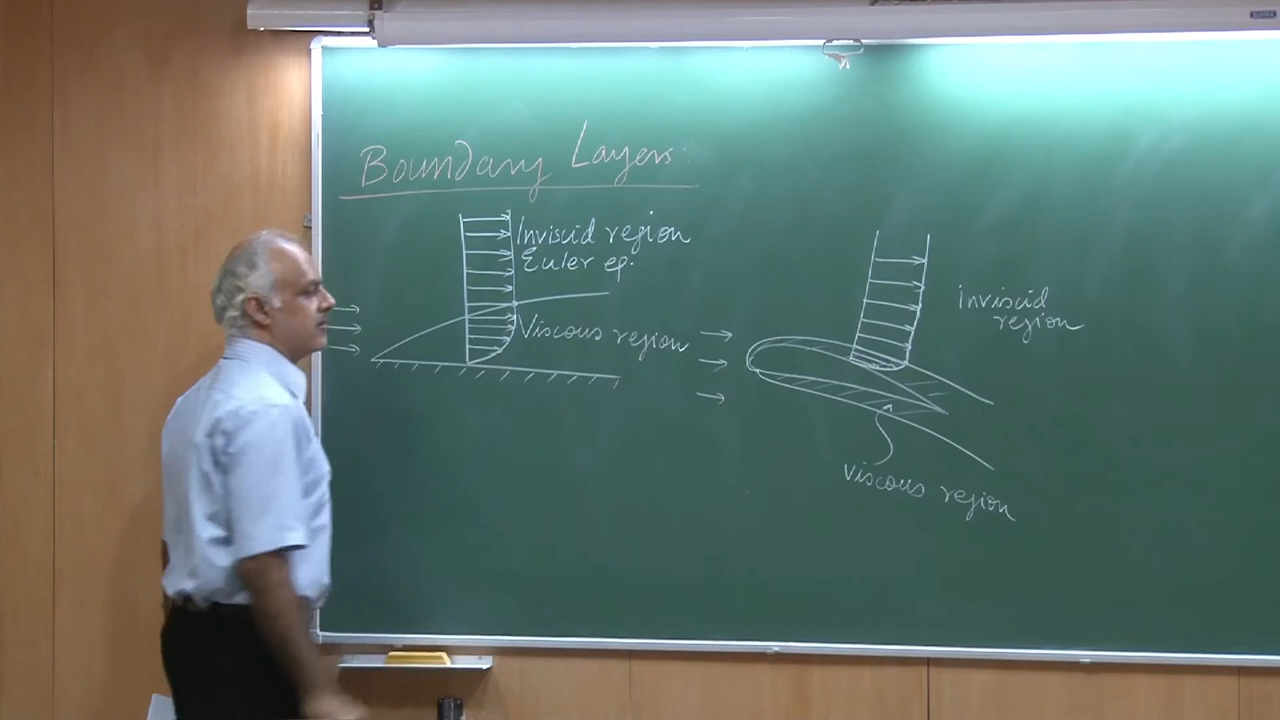 Boundary Layers
Inviscid region
Euler eq.
Viscous region
Inviscid
region
Viscous region